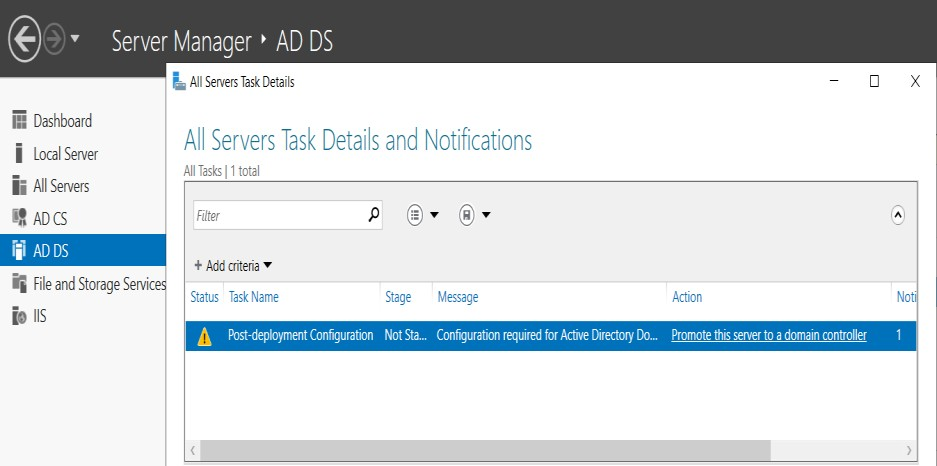 Server Manager ‣ AD DS
All Servers Task Details
X
Dashboard
Local Server
All Servers
AD CS
AD DS
File and Storage Services
IIS
All Servers Task Details and Notifications
All Tasks | 1 total
Filter
+ Add criteria
Status Task Name Stage Message Action Noti
Post-deployment Configuration Not Sta... Configuration required for Active Directory Do... Promote this server to a domain controller 1